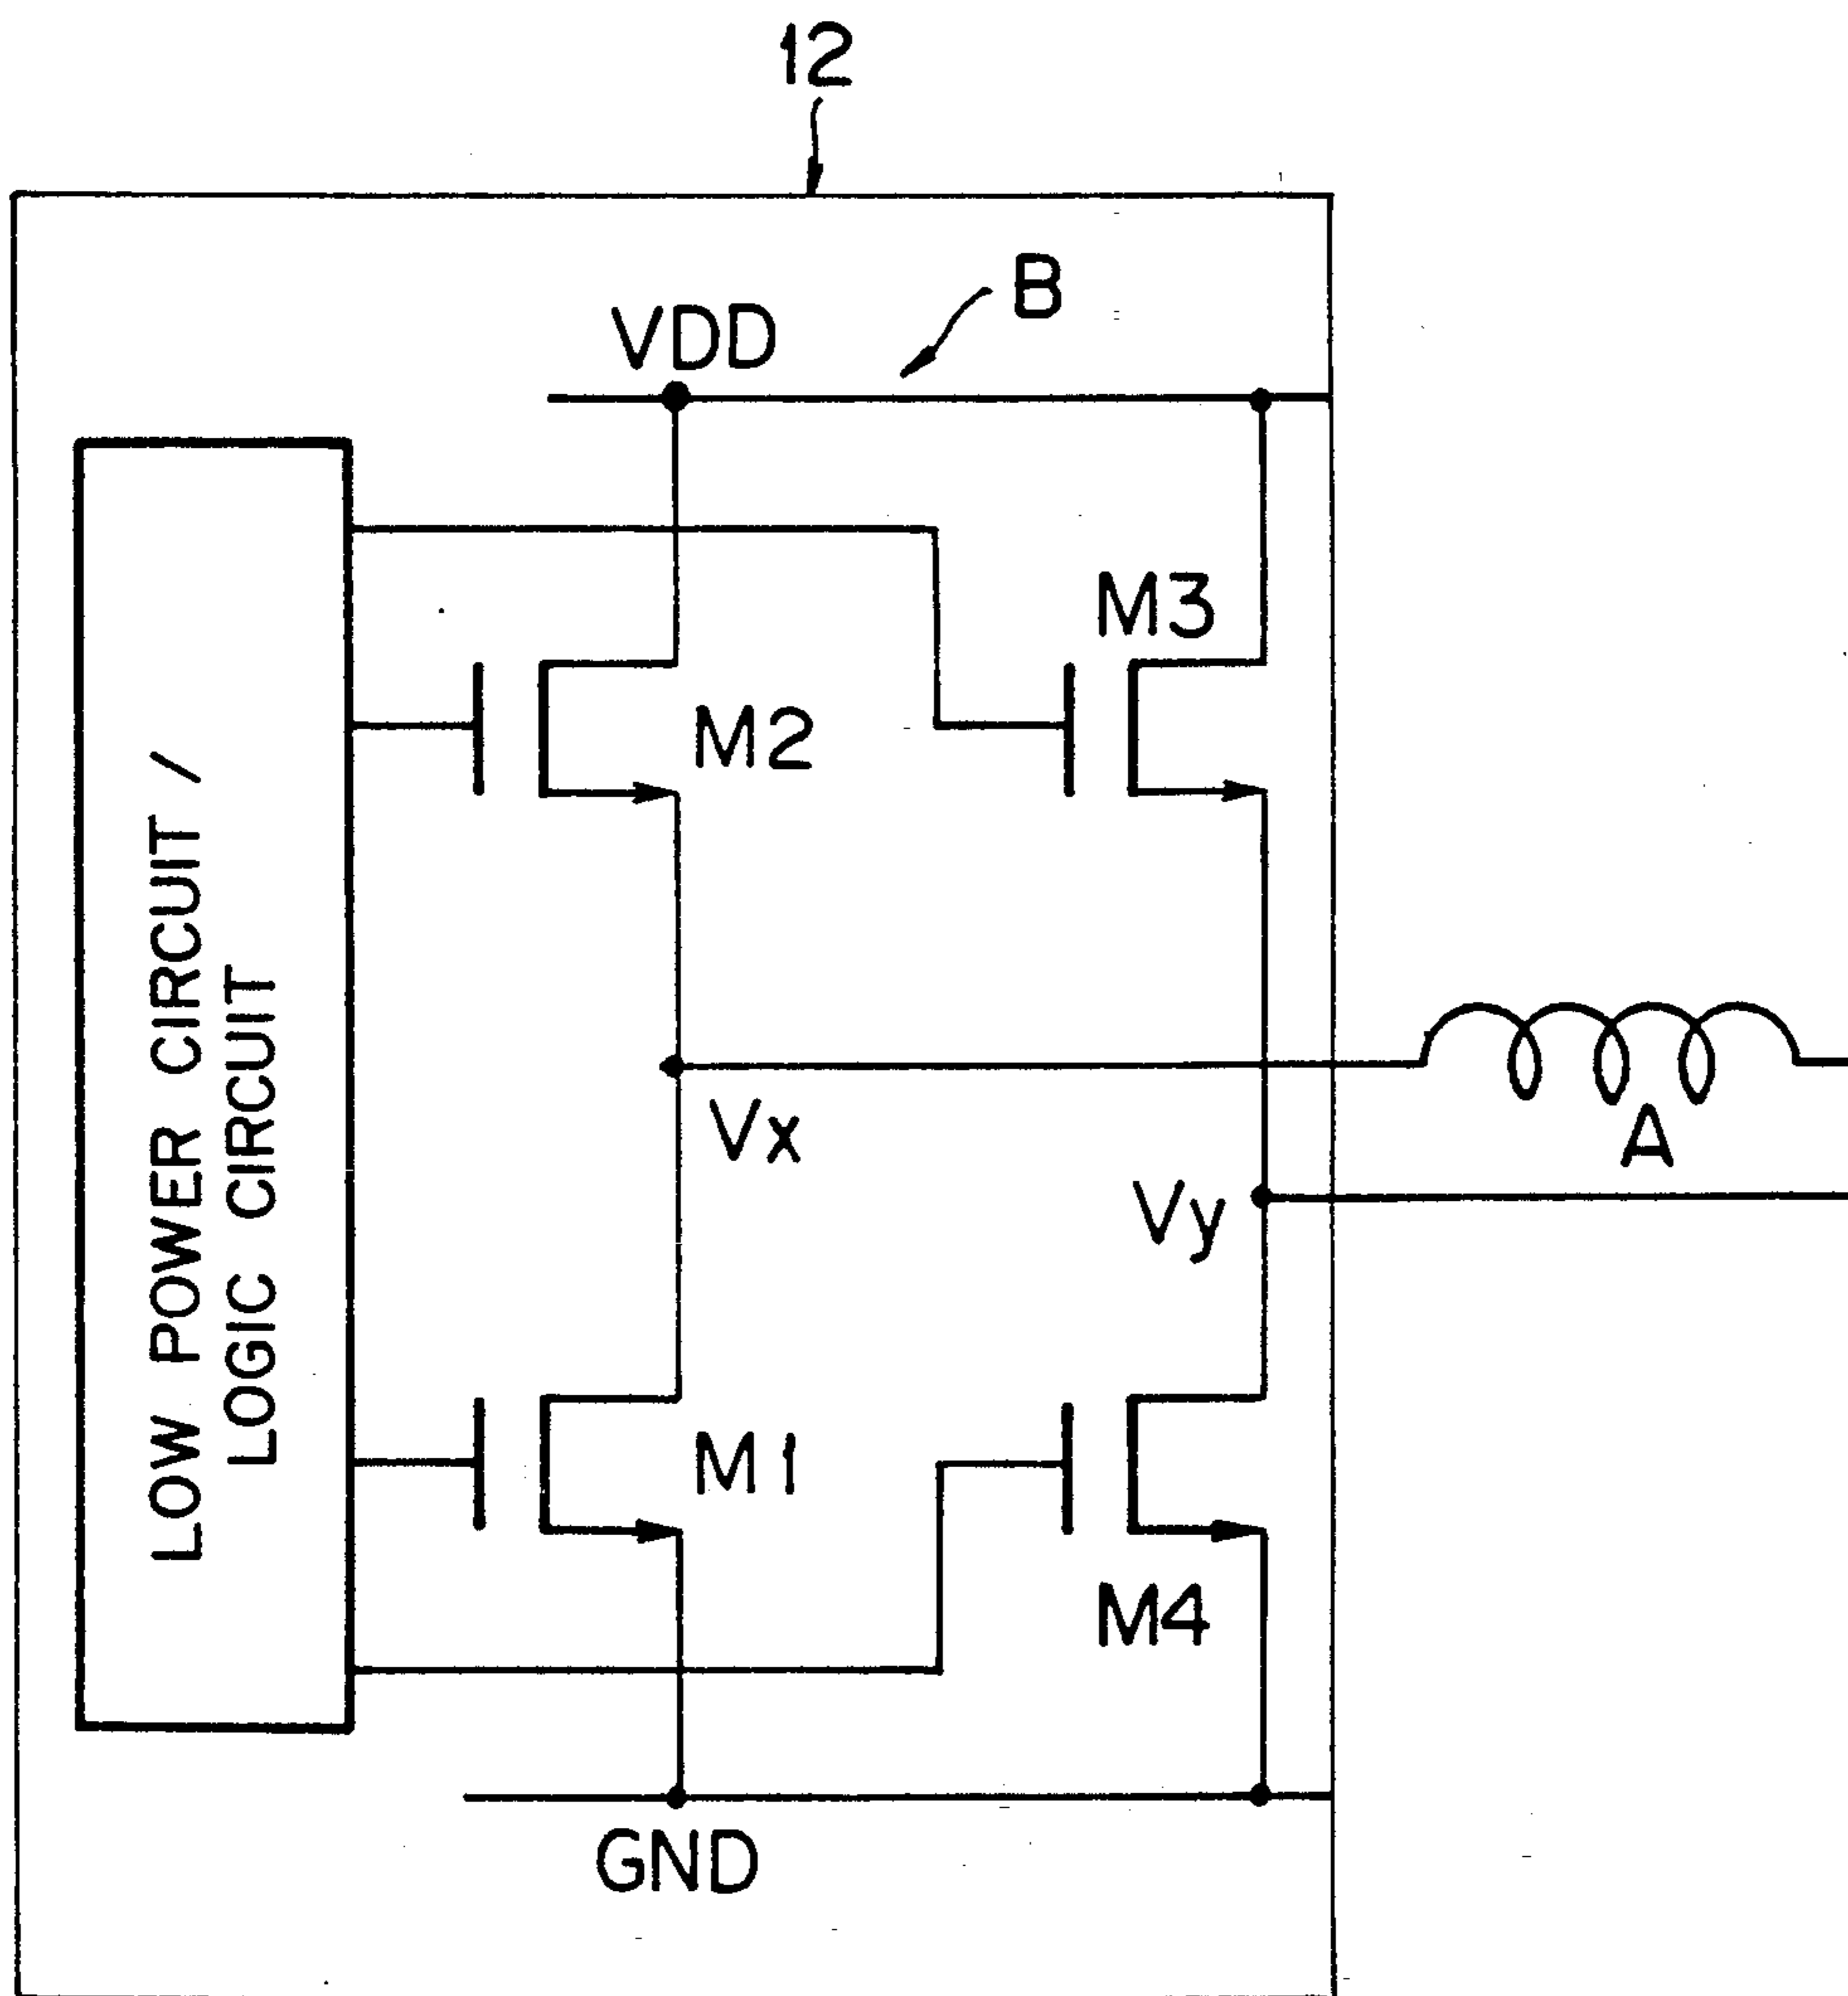 12
B
VDD
M3
M2
LOW POWER CIRCUIT /
LOGIC CIRCUIT
Vx
A
Vy
M1
M4
GND